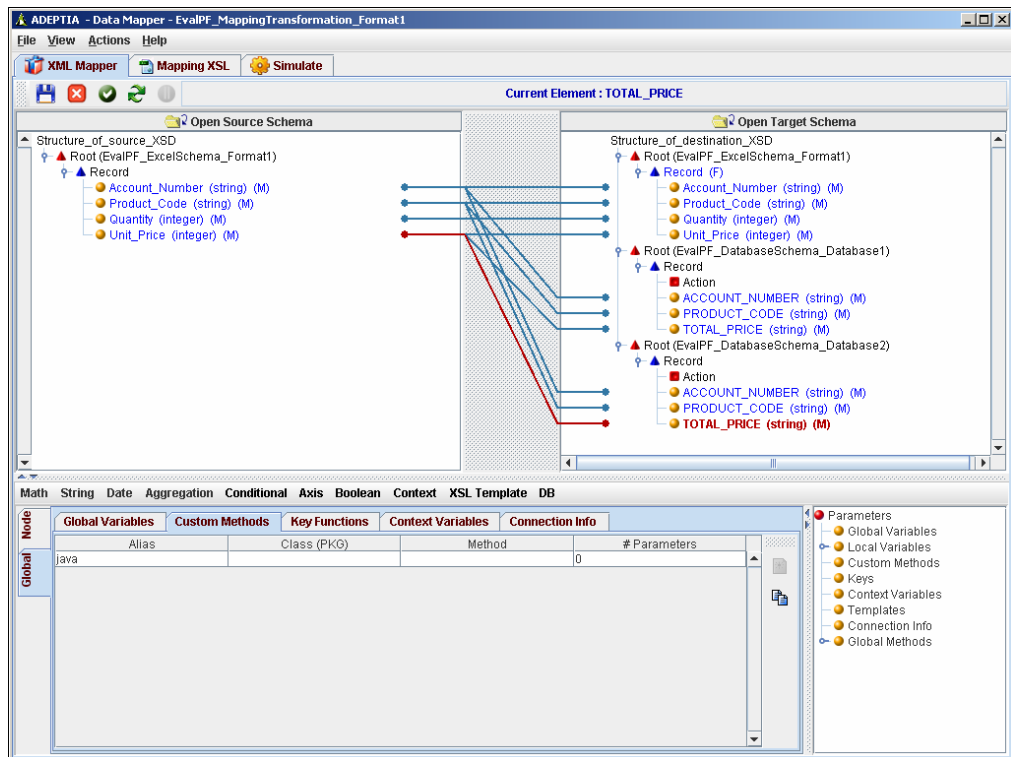 ADEPTIA - Data Mapper - EvalPF_MappingTransformation_Format1
File View Actions Help
XML Mapper Mapping XSL Simulate
Current Element : TOTAL_PRICE
Open Source Schema
Structure_of_source_XSD
Root (EvalPF_ExcelSchema_Format1)
Record
Account_Number (string) (M)
Product_Code (string) (M)
Quantity (integer) (M)
Unit_Price (integer) (M)
Open Target Schema
Structure_of_destination_XSD
Root (EvalPF_ExcelSchema_Format1)
Record (F)
Account_Number (string) (M)
Product_Code (string) (M)
Quantity (integer) (M)
Unit_Price (integer) (M)
Root (EvalPF_DatabaseSchema_Database1)
Record
Action
ACCOUNT_NUMBER (string) (M)
PRODUCT_CODE (string) (M)
TOTAL_PRICE (string) (M)
Root (EvalPF_DatabaseSchema_Database2)
Record
Action
ACCOUNT_NUMBER (string) (M)
PRODUCT_CODE (string) (M)
TOTAL_PRICE (string) (M)
Math String Date Aggregation Conditional Axis Boolean Context XSL Template DB
Node
Global
Global Variables Custom Methods Key Functions Context Variables Connection Info
Alias Class (PKG) Method # Parameters
java 0
Parameters
Global Variables
Local Variables
Custom Methods
Keys
Context Variables
Templates
Connection Info
Global Methods